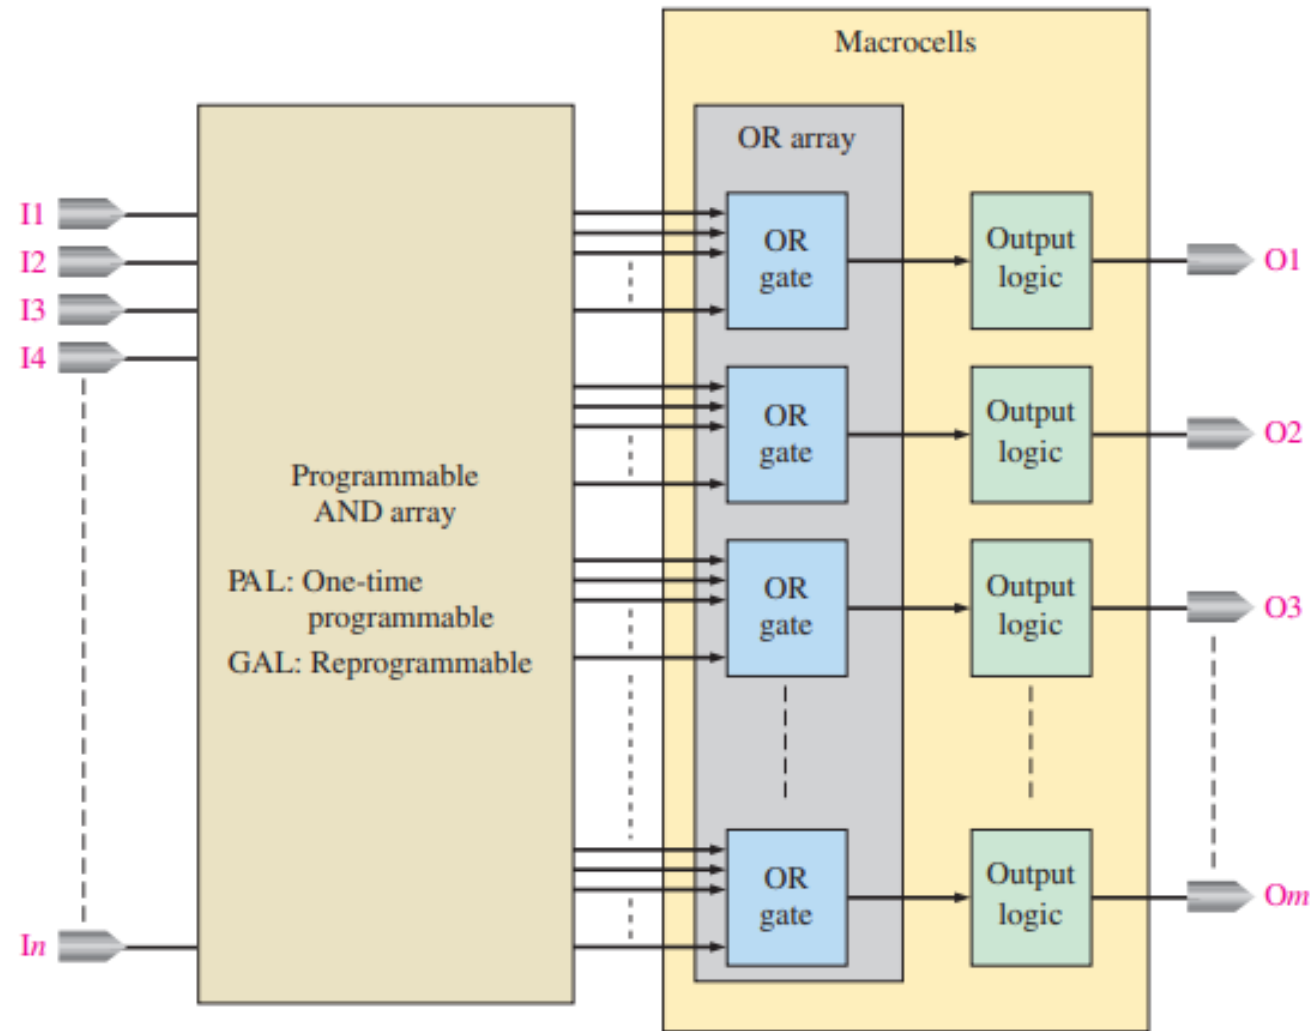 Macrocells
OR array
I1
I2
I3
I4
In
Programmable
AND array
PAL: One-time
programmable
GAL: Reprogrammable
OR
gate
Output
logic
O1
OR
gate
Output
logic
O2
OR
gate
Output
logic
O3
OR
gate
Output
logic
Om